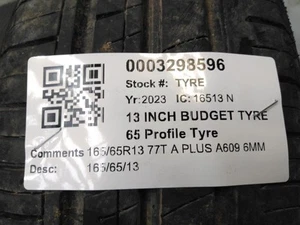 0003298596
Stock #: TYRE
Yr: 2023 IC: 16513 N
13 INCH BUDGET TYRE
65 Profile Tyre
Comments 165/65R13 77T A PLUS A609 6MM
Desc: 165/65/13